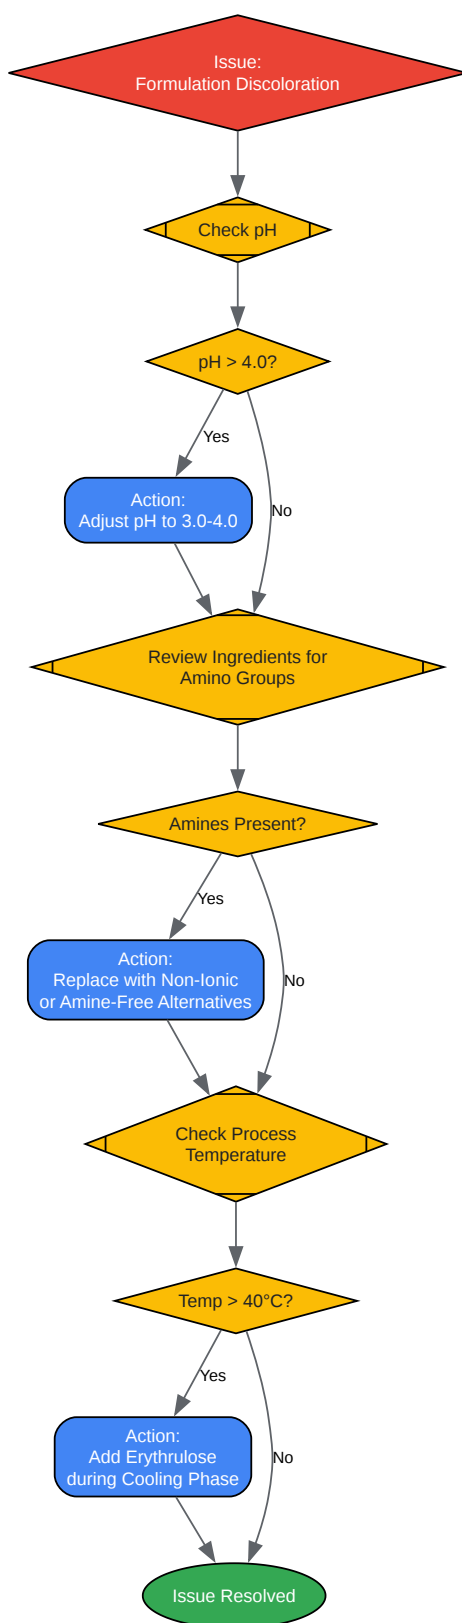 Issue:
Formulation Discoloration
Check pH
pH > 4.0?
Yes
Action:
Adjust pH to 3.0-4.0
No
Review Ingredients for
Amino Groups
Amines Present?
Yes
Action:
Replace with Non-Ionic
or Amine-Free Alternatives
No
Check Process
Temperature
Temp > 40°C?
Yes
Action:
Add Erythrulose
during Cooling Phase
No
Issue Resolved